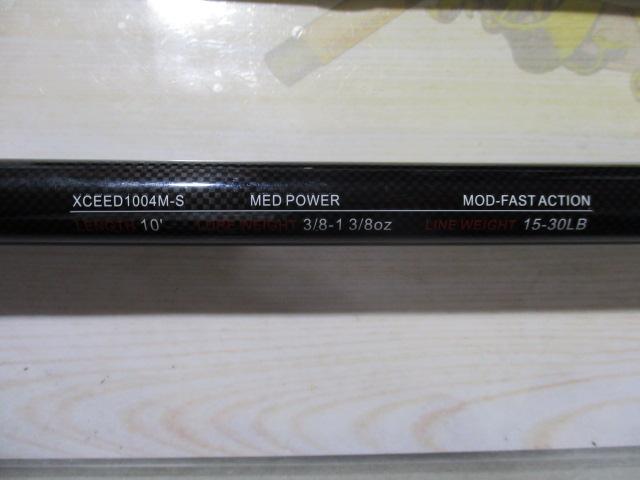 XCEED1004M-S MED POWER MOD-FAST ACTION
LENGTH 10' LURE WEIGHT 3/8-1 3/8oz LINE WEIGHT 15-30LB